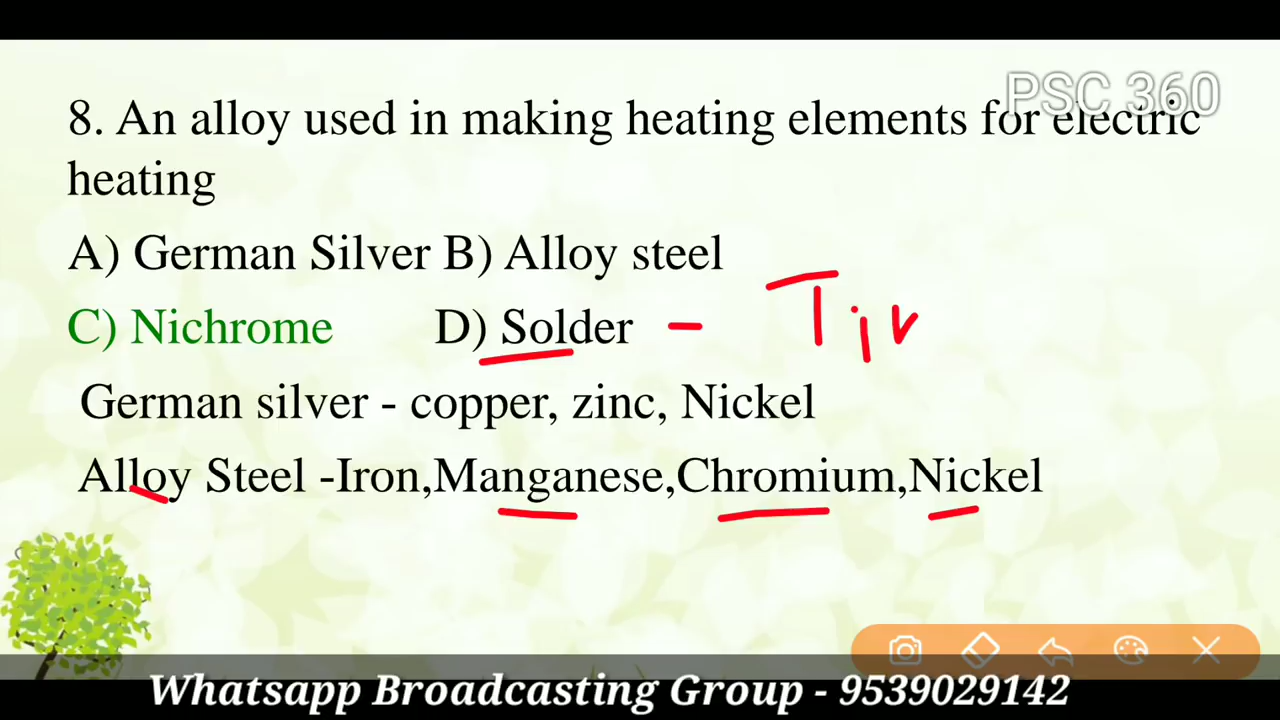 PSC 360
8. An alloy used in making heating elements for electric
heating
A) German Silver B) Alloy steel
C) Nichrome D) Solder -
German silver - copper, zinc, Nickel
Alloy Steel -Iron,Manganese,Chromium,Nickel
Whatsapp Broadcasting Group - 9539029142